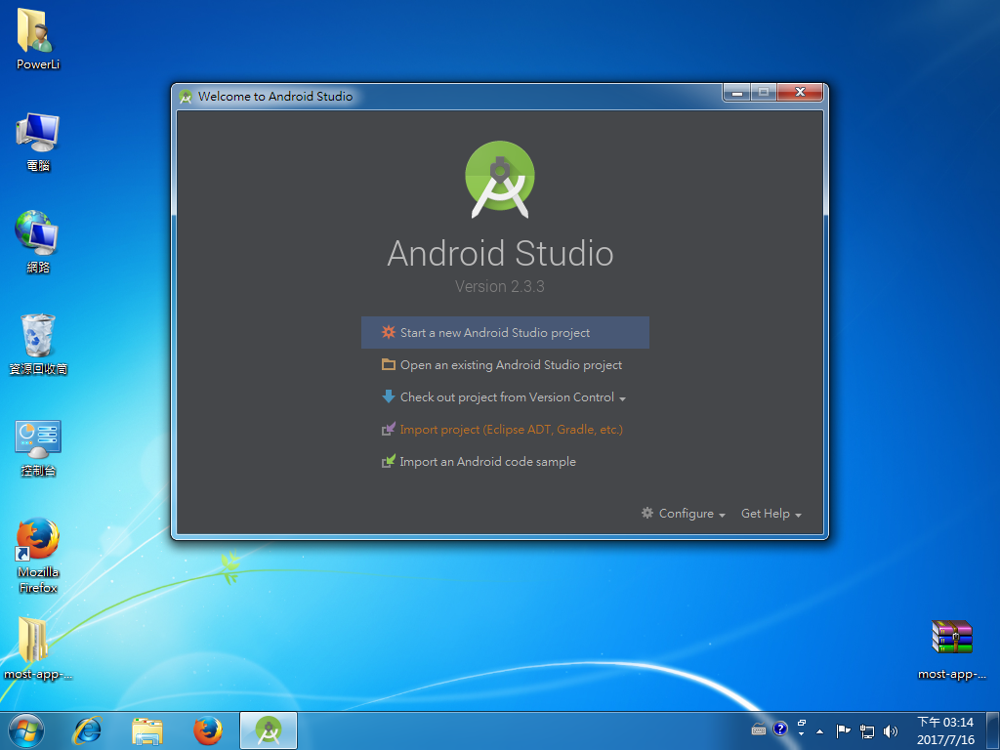 PowerLi
電腦
網路
資源回收筒
控制台
Mozilla
Firefox
most-app-...
Welcome to Android Studio
Android Studio
Version 2.3.3
Start a new Android Studio project
Open an existing Android Studio project
Check out project from Version Control
Import project (Eclipse ADT, Gradle, etc.)
Import an Android code sample
Configure
Get Help
most-app-...
下午 03:14
2017/7/16